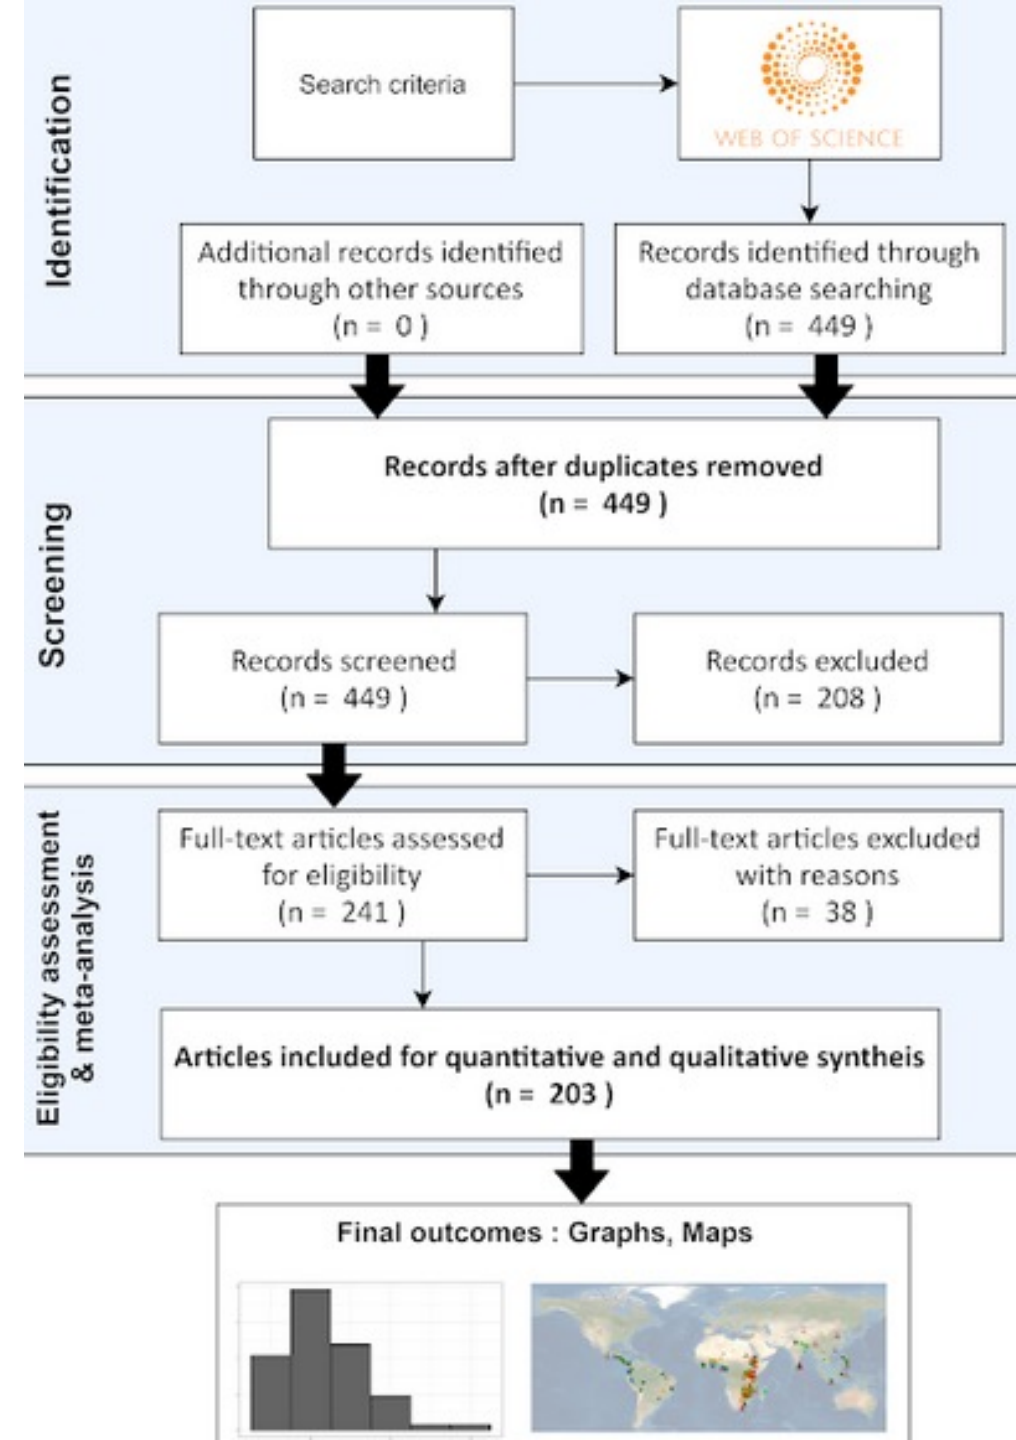 Identification
Search criteria
WEB OF SCIENCE
Additional records identified
through other sources
(n = 0 )
Records identified through
database searching
(n = 449 )
Screening
Records after duplicates removed
(n = 449 )
Records screened
(n = 449 )
Records excluded
(n = 208 )
Eligibility assessment
& meta-analysis
Full-text articles assessed
for eligibility
(n = 241 )
Full-text articles excluded
with reasons
(n = 38 )
Articles included for quantitative and qualitative syntheis
(n = 203 )
Final outcomes : Graphs, Maps